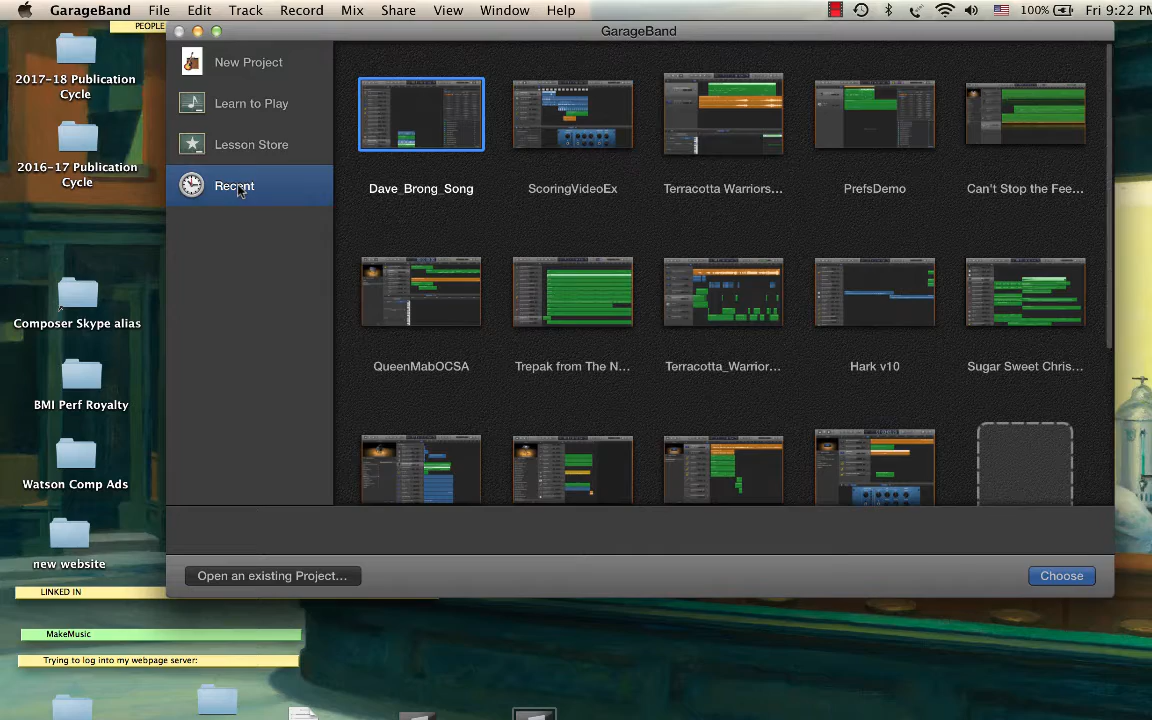 GarageBand File Edit Track Record Mix Share View Window Help 100% Fri 9:22 PM
PEOPLE
GarageBand
2017-18 Publication
Cycle
2016-17 Publication
Cycle
Composer Skype alias
BMI Perf Royalty
Watson Comp Ads
new website
LINKED IN
MakeMusic
Trying to log into my webpage server:
New Project
Learn to Play
Lesson Store
Recent
Dave_Brong_Song
ScoringVideoEx
Terracotta Warriors...
PrefsDemo
Can't Stop the Fee...
QueenMabOCSA
Trepak from The N...
Terracotta_Warrior...
Hark v10
Sugar Sweet Chris...
Open an existing Project...
Choose